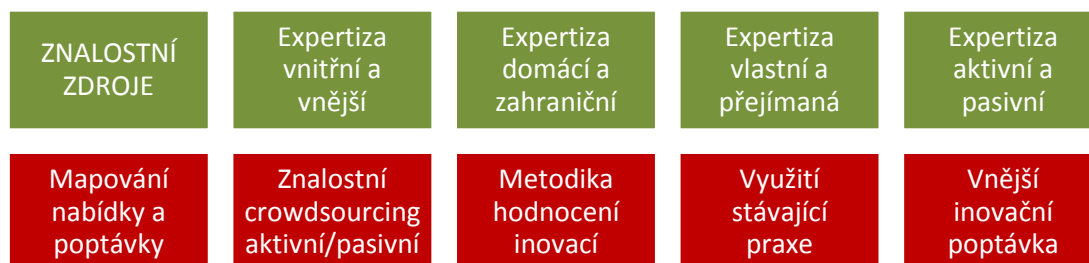 ZNALOSTNÍ
ZDROJE
Expertiza
vnitřní a
vnější
Expertiza
domácí a
zahraniční
Expertiza
vlastní a
přejímaná
Expertiza
aktivní a
pasivní
Mapování
nabídky a
poptávky
Znalostní
crowdsourcing
aktivní/pasivní
Metodika
hodnocení
inovací
Využití
stávající
praxe
Vnější
inovační
poptávka